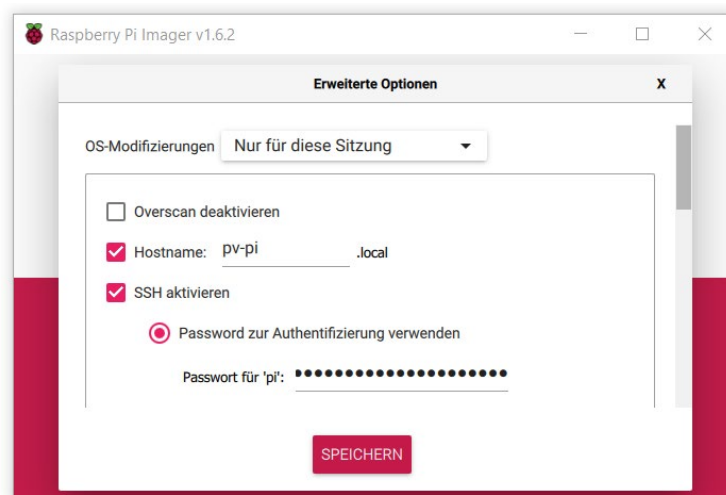 Raspberry Pi Imager v1.6.2
Erweiterte Optionen X
OS-Modifizierungen Nur für diese Sitzung
Overscan deaktivieren
Hostname: pv-pi .local
SSH aktivieren
Password zur Authentifizierung verwenden
Passwort für 'pi': ●●●●●●●●●●●●●●●●●●●●●
SPEICHERN